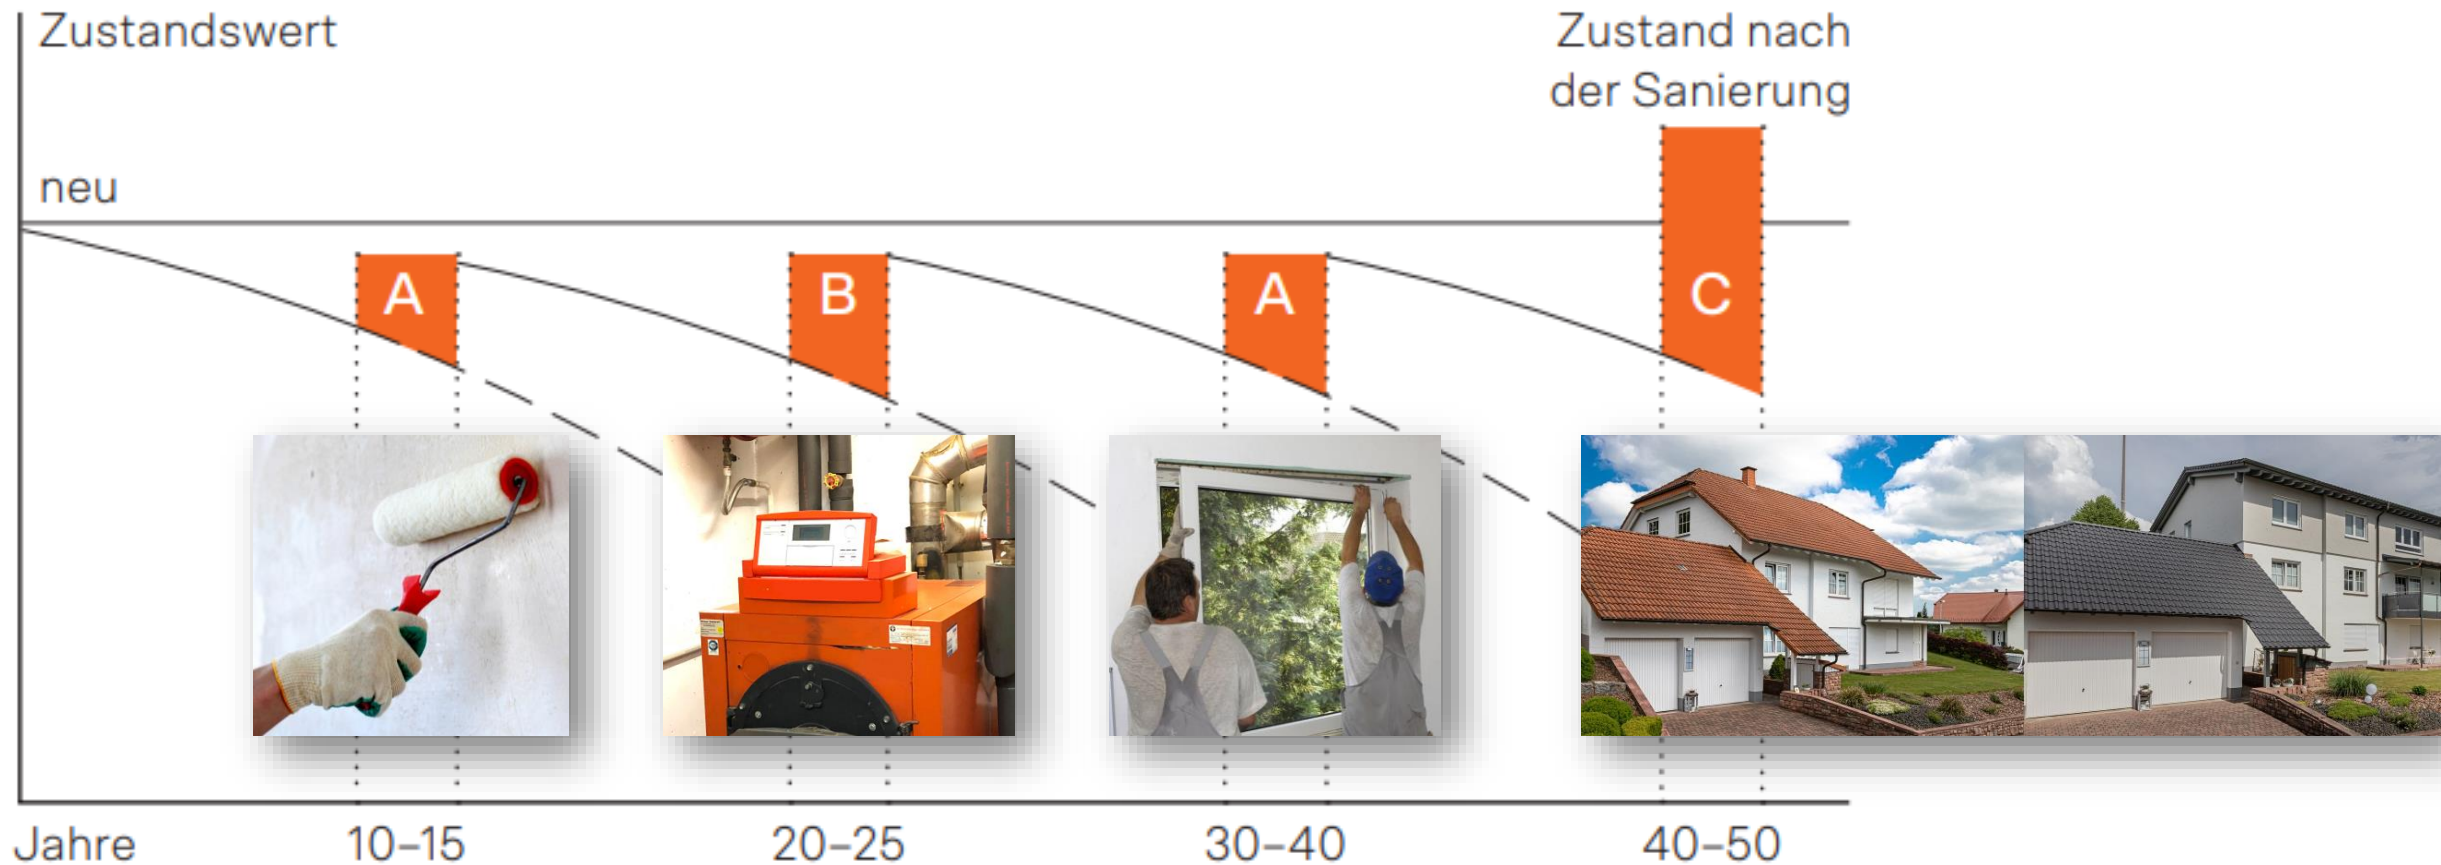 Zustandswert
Zustand nach
der Sanierung
neu
A
B
A
C
Jahre
10–15
20–25
30–40
40–50